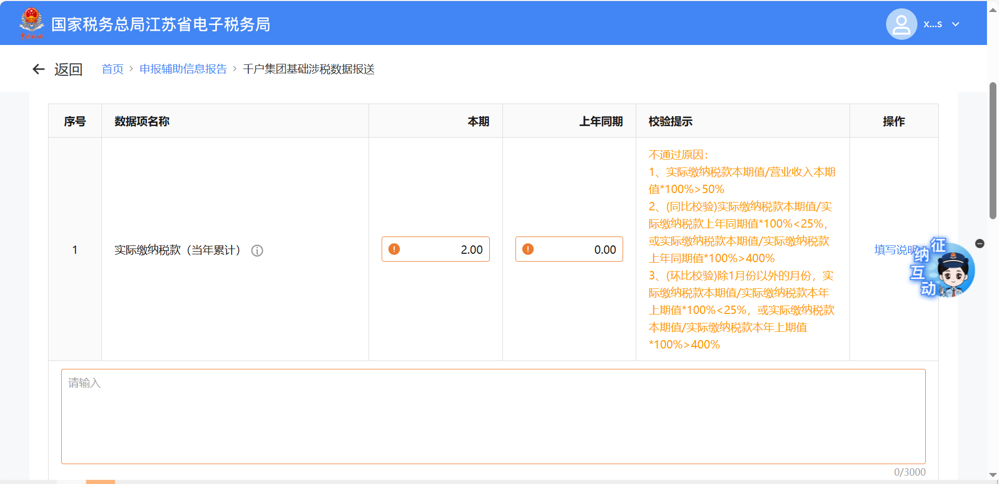 国家税务总局江苏省电子税务局
x...s
返回 首页 > 申报辅助信息报告 > 千户集团基础涉税数据报送
序号 数据项名称 本期 上年同期 校验提示 操作
不通过原因：
1、实际缴纳税款本期值/营业收入本期
值*100%>50%
2、(同比校验)实际缴纳税款本期值/实
际缴纳税款上年同期值*100%<25%，
或实际缴纳税款本期值/实际缴纳税款
上年同期值*100%>400%
3、(环比校验)除1月份以外的月份，实
际缴纳税款本期值/实际缴纳税款本年
上期值*100%<25%，或实际缴纳税款
本期值/实际缴纳税款本年上期值
*100%>400%
1 实际缴纳税款（当年累计） 2.00 0.00 填写说明
征纳互动
请输入
0/3000